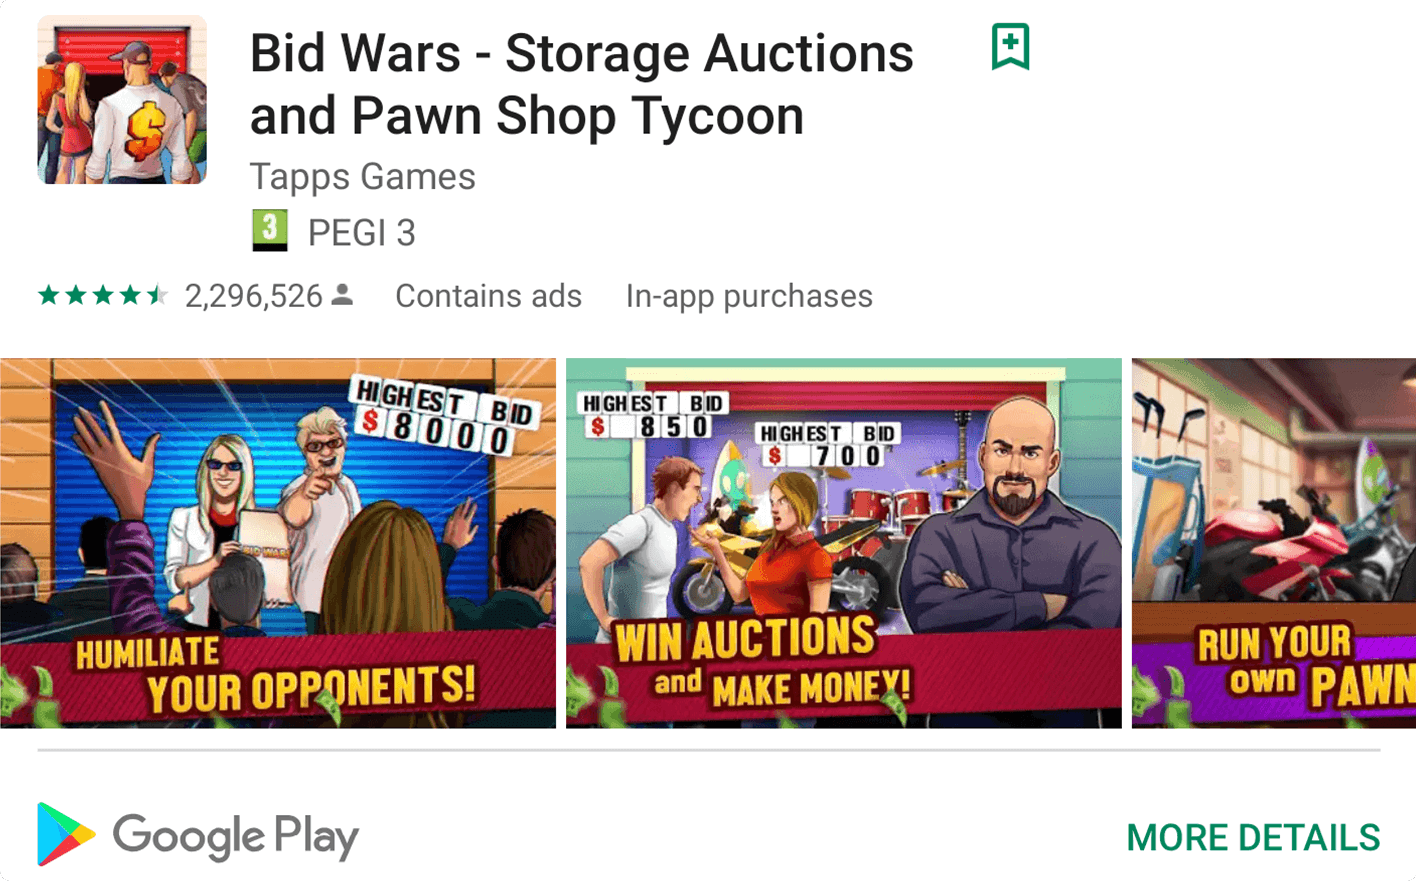 Bid Wars - Storage Auctions
and Pawn Shop Tycoon
Tapps Games
3 PEGI 3
2,296,526 Contains ads In-app purchases
HIGHEST BID
$ 8000
BID WARS
HUMILIATE
YOUR OPPONENTS!
HIGHEST BID
$ 850
HIGHEST BID
$ 700
WIN AUCTIONS
and MAKE MONEY!
RUN YOUR
own PAWN
Google Play
MORE DETAILS